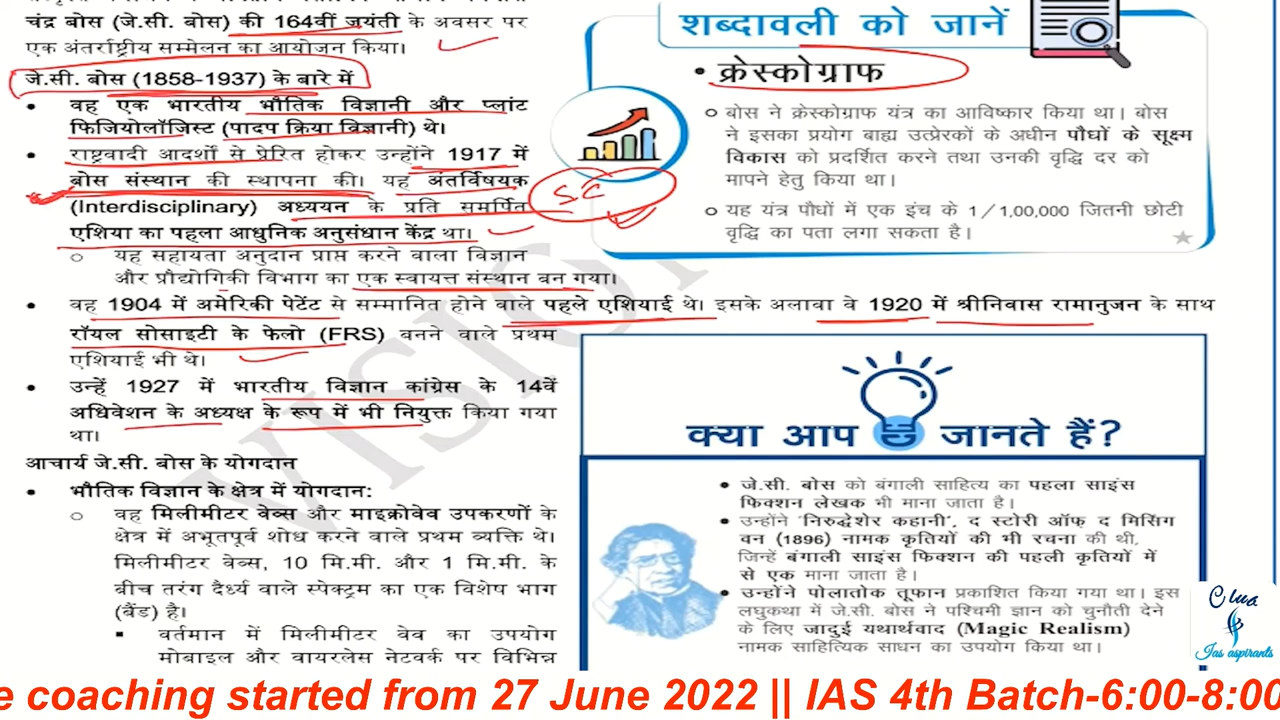 चंद्र बोस (जे.सी. बोस) की 164वीं जयंती के अवसर पर
एक अंतर्राष्ट्रीय सम्मेलन का आयोजन किया।
जे.सी. बोस (1858-1937) के बारे में
• वह एक भारतीय भौतिक विज्ञानी और प्लांट
फिजियोलॉजिस्ट (पादप क्रिया विज्ञानी) थे।
• राष्ट्रवादी आदर्शों से प्रेरित होकर उन्होंने 1917 में
बोस संस्थान की स्थापना की। यह अंतर्विषयक
(Interdisciplinary) अध्ययन के प्रति समर्पित
एशिया का पहला आधुनिक अनुसंधान केंद्र था।
○ यह सहायता अनुदान प्राप्त करने वाला विज्ञान
और प्रौद्योगिकी विभाग का एक स्वायत्त संस्थान बन गया।
• वह 1904 में अमेरिकी पेटेंट से सम्मानित होने वाले पहले एशियाई थे। इसके अलावा वे 1920 में श्रीनिवास रामानुजन के साथ
रॉयल सोसाइटी के फेलो (FRS) बनने वाले प्रथम
एशियाई भी थे।
• उन्हें 1927 में भारतीय विज्ञान कांग्रेस के 14वें
अधिवेशन के अध्यक्ष के रूप में भी नियुक्त किया गया
था।
आचार्य जे.सी. बोस के योगदान
• भौतिक विज्ञान के क्षेत्र में योगदान:
○ वह मिलीमीटर वेव्स और माइक्रोवेव उपकरणों के
क्षेत्र में अभूतपूर्व शोध करने वाले प्रथम व्यक्ति थे।
मिलीमीटर वेव्स, 10 मि.मी. और 1 मि.मी. के
बीच तरंग दैर्ध्य वाले स्पेक्ट्रम का एक विशेष भाग
(बैंड) है।
▪ वर्तमान में मिलीमीटर वेव का उपयोग
मोबाइल और वायरलेस नेटवर्क पर विभिन्न
शब्दावली को जानें
• क्रेस्कोग्राफ
○ बोस ने क्रेस्कोग्राफ यंत्र का आविष्कार किया था। बोस
ने इसका प्रयोग बाह्य उत्प्रेरकों के अधीन पौधों के सूक्ष्म
विकास को प्रदर्शित करने तथा उनकी वृद्धि दर को
मापने हेतु किया था।
○ यह यंत्र पौधों में एक इंच के 1/1,00,000 जितनी छोटी
वृद्धि का पता लगा सकता है।
VISION
क्या आप जानते हैं?
• जे.सी. बोस को बंगाली साहित्य का पहला साइंस
फिक्शन लेखक भी माना जाता है।
• उन्होंने 'निरुद्देशेर कहानी', द स्टोरी ऑफ़ द मिसिंग
वन (1896) नामक कृतियों की भी रचना की थी,
जिन्हें बंगाली साइंस फिक्शन की पहली कृतियों में
से एक माना जाता है।
• उन्होंने पोलातोक तूफान प्रकाशित किया गया था। इस
लघुकथा में जे.सी. बोस ने पश्चिमी ज्ञान को चुनौती देने
के लिए जादुई यथार्थवाद (Magic Realism)
नामक साहित्यिक साधन का उपयोग किया था।
Ias aspirants
e coaching started from 27 June 2022 || IAS 4th Batch-6:00-8:00